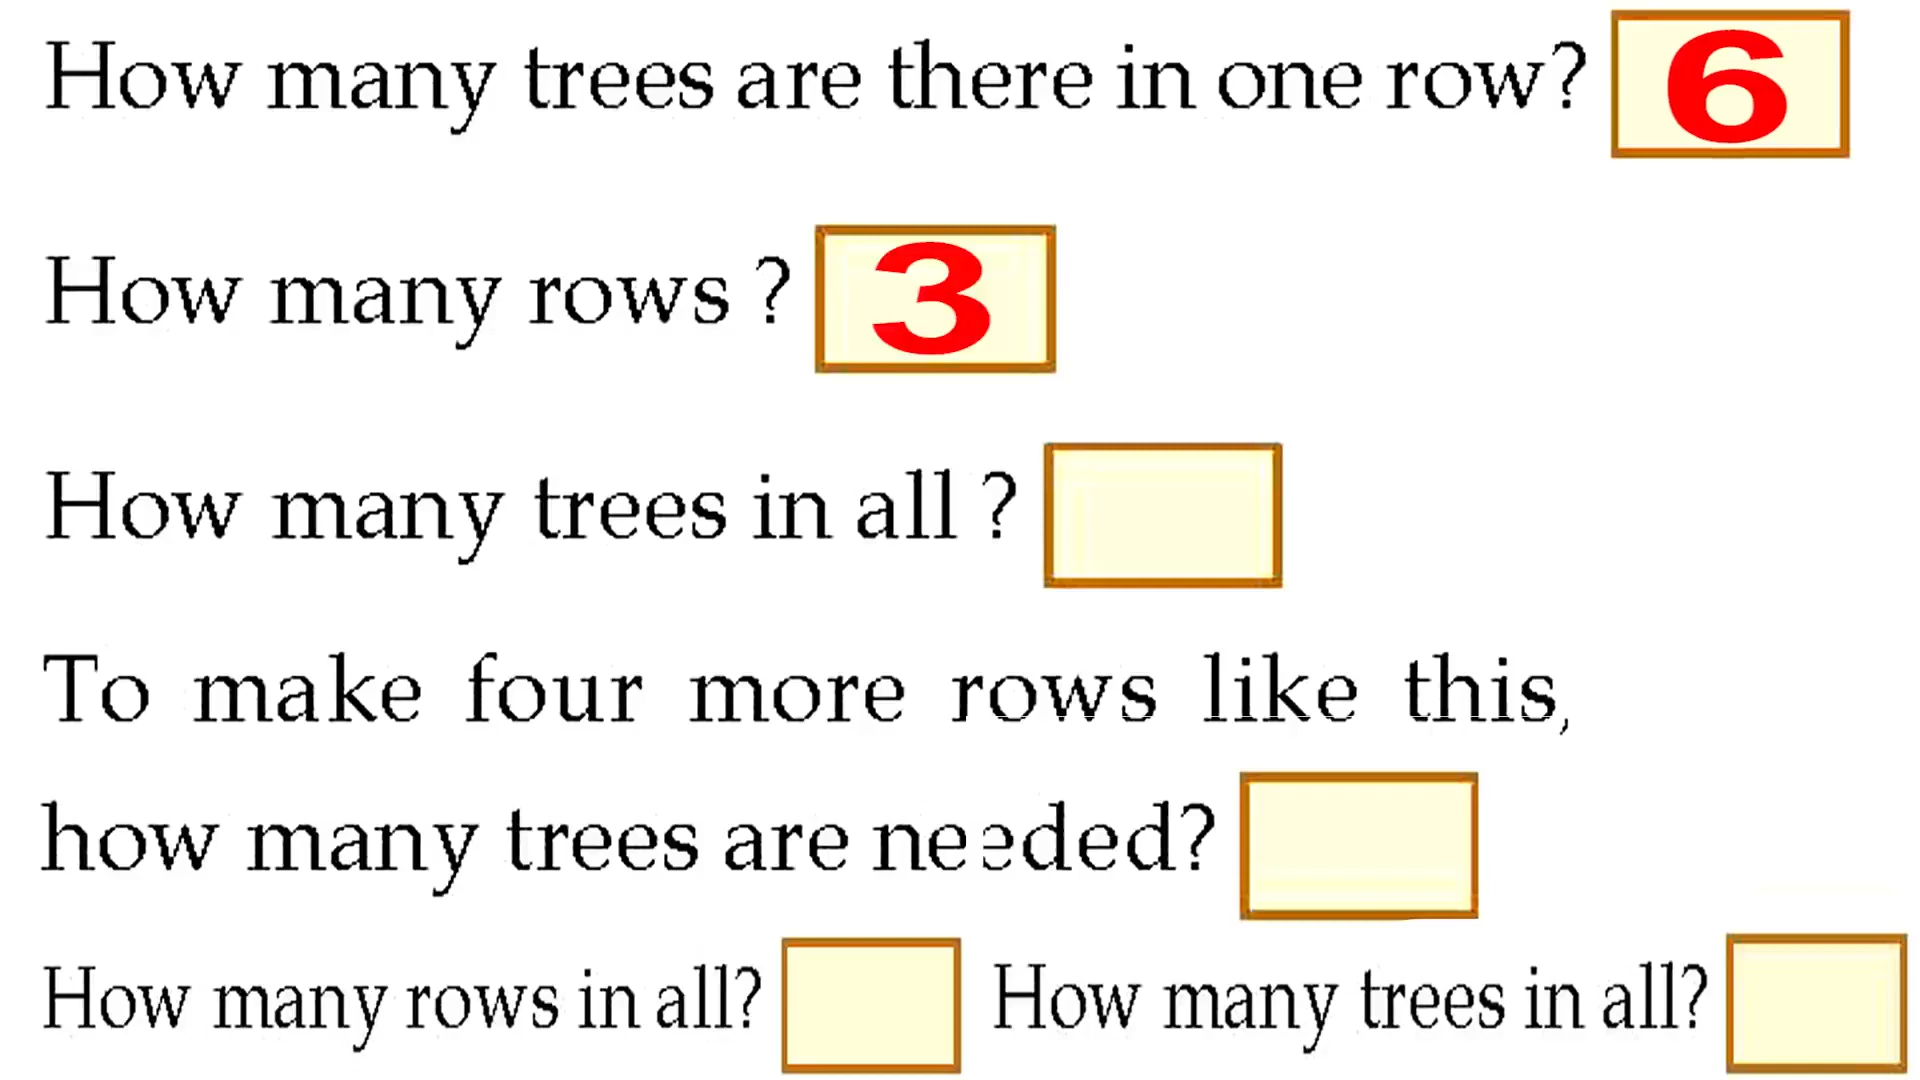 How many trees are there in one row? 6
How many rows ? 3
How many trees in all ?
To make four more rows like this,
how many trees are needed?
How many rows in all? How many trees in all?